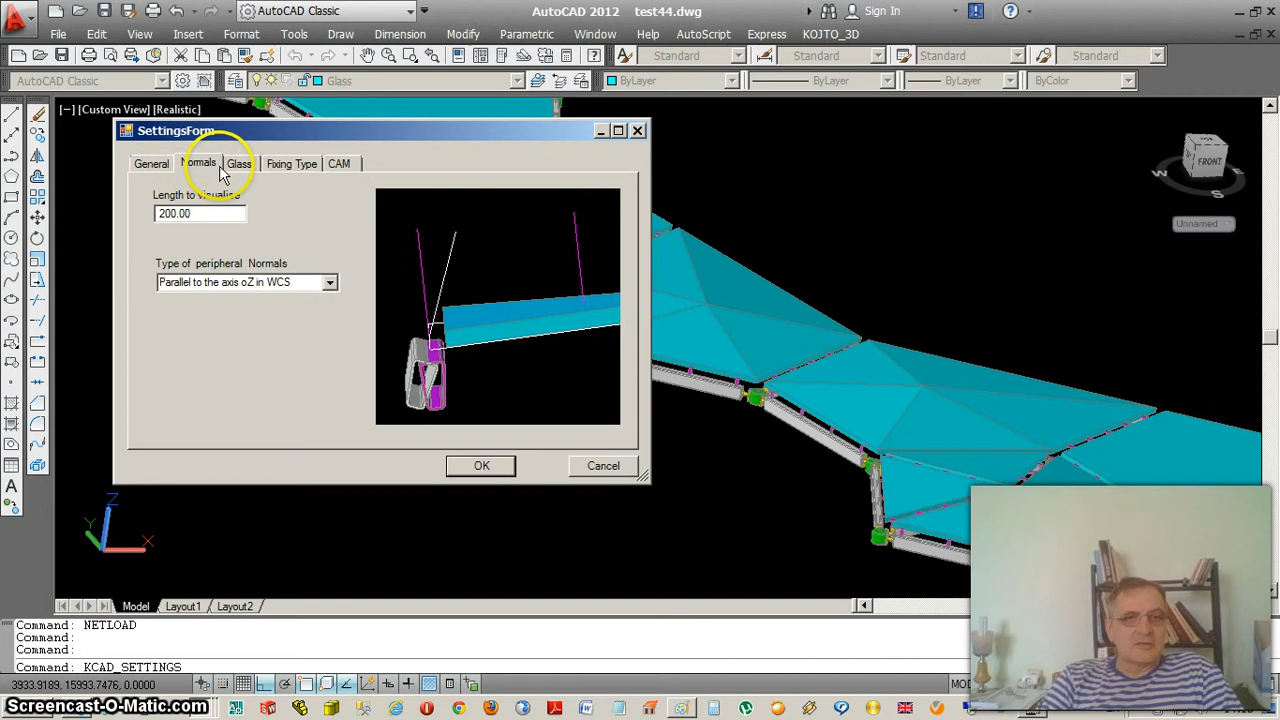 AutoCAD Classic
AutoCAD 2012 test44.dwg
Sign In
File Edit View Insert Format Tools Draw Dimension Modify Parametric Window Help AutoScript Express KOJTO_3D
Standard Standard Standard Standard
AutoCAD Classic
Glass
ByLayer ByLayer ByLayer ByColor
[−] [Custom View] [Realistic]
SettingsForm
General Normals Glass Fixing Type CAM
Length to visualise
200.00
Type of peripheral Normals
Parallel to the axis oZ in WCS
OK Cancel
FRONT
W
S
Unnamed
Z
Y
X
Model Layout1 Layout2
Command: NETLOAD
Command:
Command:
Command: KCAD_SETTINGS
3933.9189, 15993.7476, 0.0000
Screencast-O-Matic.com